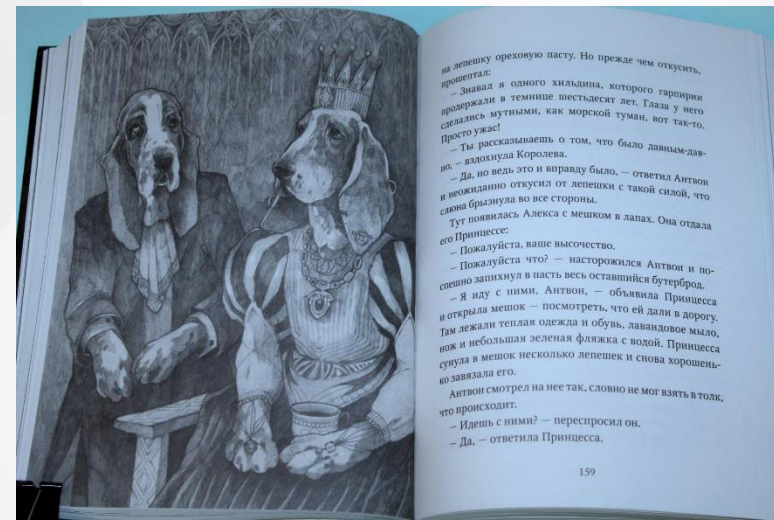 на лепешку ореховую пасту. Но прежде чем откусить,
прошептал:
— Знавал я одного хильдина, которого гарпирии
продержали в темнице шестьдесят лет. Глаза у него
сделались мутными, как морской туман, вот так-то.
Просто ужас!
— Ты рассказываешь о том, что было давным-дав-
но, — вздохнула Королева.
— Да, но ведь это и вправду было, — ответил Антвон
и неожиданно откусил от лепешки с такой силой, что
слюна брызнула во все стороны.
Тут появилась Алекса с мешком в лапах. Она отдала
его Принцессе:
— Пожалуйста, ваше высочество.
— Пожалуйста что? — насторожился Антвон и по-
спешно запихнул в пасть весь оставшийся бутерброд.
— Я иду с ними, Антвон, — объявила Принцесса
и открыла мешок — посмотреть, что ей дали в дорогу.
Там лежали теплая одежда и обувь, лавандовое мыло,
нож и небольшая зеленая фляжка с водой. Принцесса
сунула в мешок несколько лепешек и снова хорошень-
ко завязала его.
Антвон смотрел на нее так, словно не мог взять в толк,
что происходит.
— Идешь с ними? — переспросил он.
— Да, — ответила Принцесса.
159